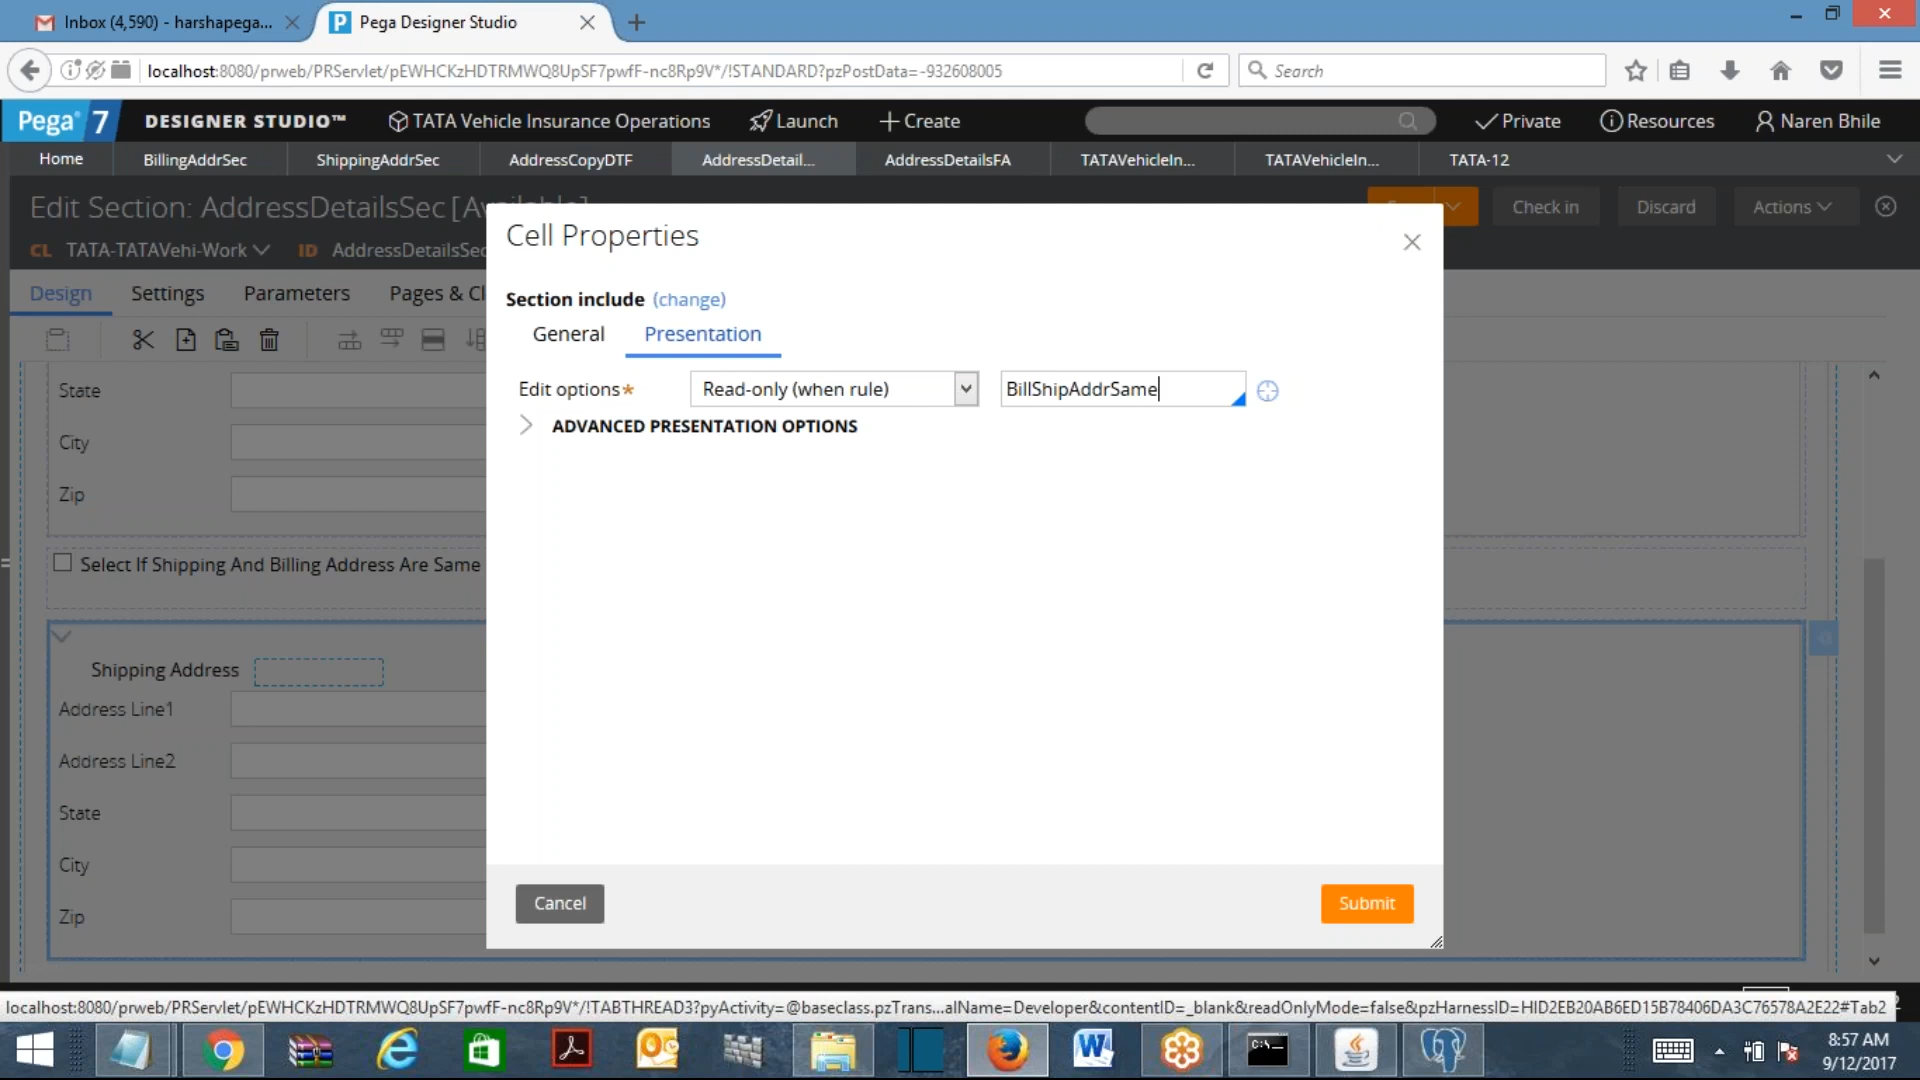 Inbox (4,590) - harshapega...
Pega Designer Studio
localhost:8080/prweb/PRServlet/pEWHCKzHDTRMWQ8UpSF7pwfF-nc8Rp9V*/!STANDARD?pzPostData=-932608005
Search
Pega 7
DESIGNER STUDIO™
TATA Vehicle Insurance Operations
Launch
Create
Private
Resources
Naren Bhile
Home
BillingAddrSec
ShippingAddrSec
AddressCopyDTF
AddressDetail...
AddressDetailsFA
TATAVehicleIn...
TATAVehicleIn...
TATA-12
Edit Section: AddressDetailsSec [Available]
Check in
Discard
Actions
CL TATA-TATAVehi-Work ID AddressDetailsSec
Design
Settings
Parameters
Pages & Cl
Cell Properties
Section include (change)
General
Presentation
Edit options*
Read-only (when rule)
BillShipAddrSame
ADVANCED PRESENTATION OPTIONS
State
City
Zip
Select If Shipping And Billing Address Are Same
Shipping Address
Address Line1
Address Line2
State
City
Zip
Cancel
Submit
localhost:8080/prweb/PRServlet/pEWHCKzHDTRMWQ8UpSF7pwfF-nc8Rp9V*/!TABTHREAD3?pyActivity=@baseclass.pzTrans...alName=Developer&contentID=_blank&readOnlyMode=false&pzHarnessID=HID2EB20AB6ED15B78406DA3C76578A2E22#Tab2
8:57 AM
9/12/2017